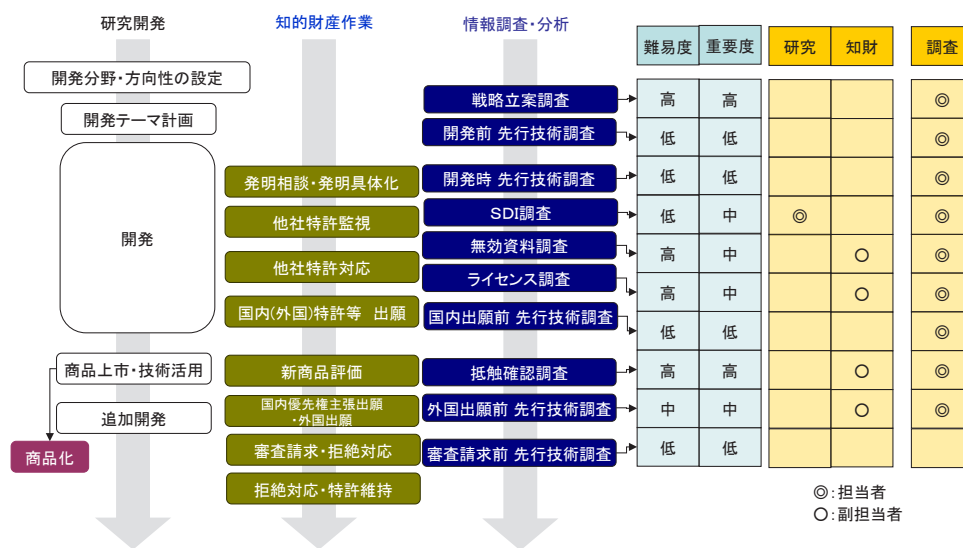 研究開発
知的財産作業
情報調査・分析
難易度
重要度
研究
知財
調査
開発分野・方向性の設定
戦略立案調査
高
高
◎
開発テーマ計画
開発前 先行技術調査
低
低
◎
発明相談・発明具体化
開発時 先行技術調査
低
低
◎
他社特許監視
SDI調査
低
中
◎
◎
開発
無効資料調査
高
中
○
◎
他社特許対応
ライセンス調査
高
中
○
◎
国内(外国)特許等 出願
国内出願前 先行技術調査
低
低
◎
商品上市・技術活用
新商品評価
抵触確認調査
高
高
○
◎
追加開発
国内優先権主張出願
・外国出願
外国出願前 先行技術調査
中
中
○
◎
商品化
審査請求・拒絶対応
審査請求前 先行技術調査
低
低
拒絶対応・特許維持
◎:担当者
○:副担当者